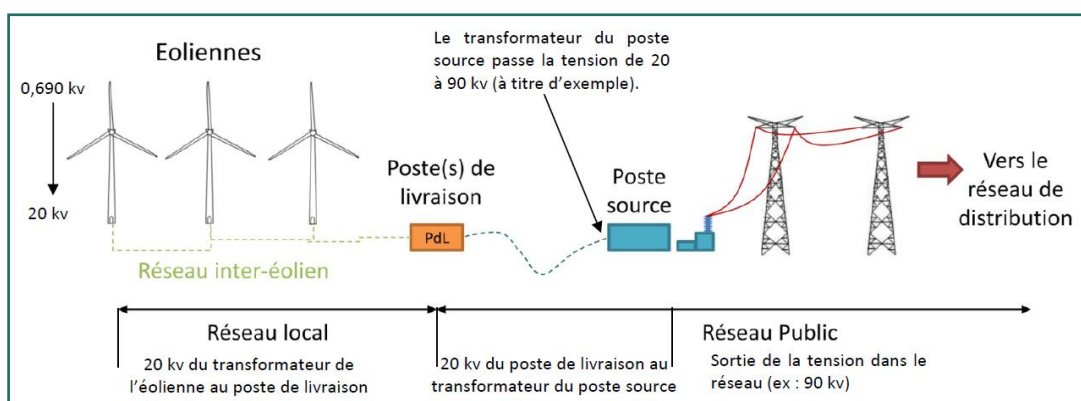 Le transformateur du poste
source passe la tension de 20
à 90 kv (à titre d'exemple).
Eoliennes
0,690 kv
20 kv
Poste(s) de
livraison
PdL
Poste
source
Vers le
réseau de
distribution
Réseau inter-éolien
Réseau local
20 kv du transformateur de
l'éolienne au poste de livraison
20 kv du poste de livraison au
transformateur du poste source
Réseau Public
Sortie de la tension dans le
réseau (ex : 90 kv)